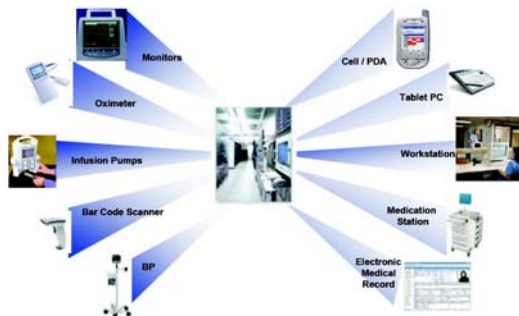 Monitors
Oximeter
Infusion Pumps
Bar Code Scanner
BP
Cell / PDA
Tablet PC
Workstation
Medication
Station
Electronic
Medical
Record